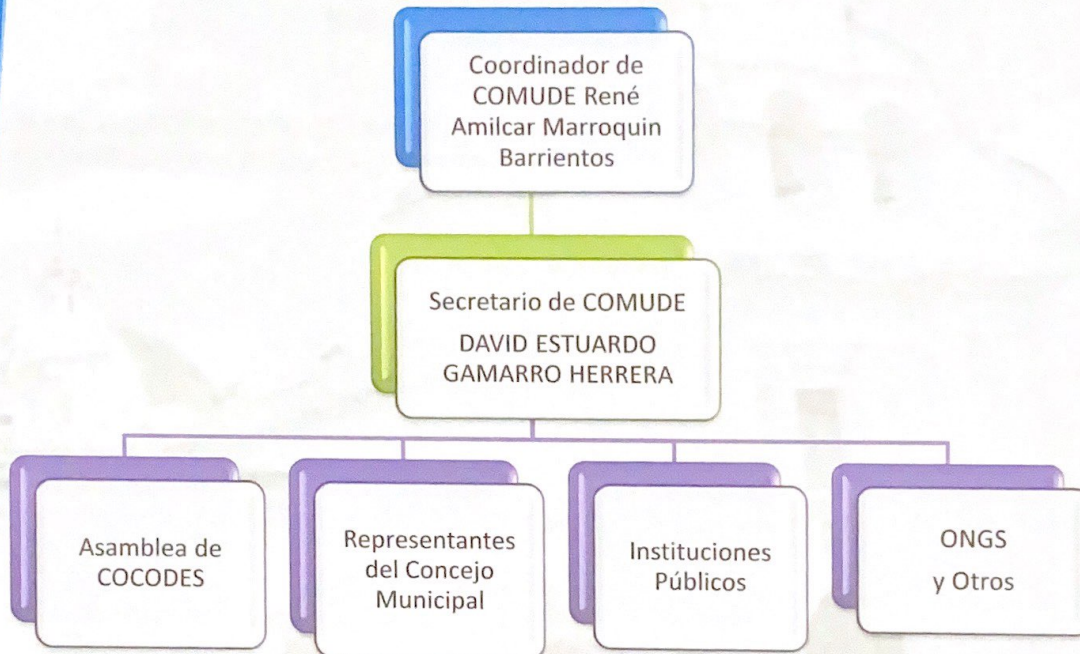 Coordinador de
COMUDE René
Amilcar Marroquin
Barrientos
Secretario de COMUDE
DAVID ESTUARDO
GAMARRO HERRERA
Asamblea de
COCODES
Representantes
del Concejo
Municipal
Instituciones
Públicos
ONGS
y Otros